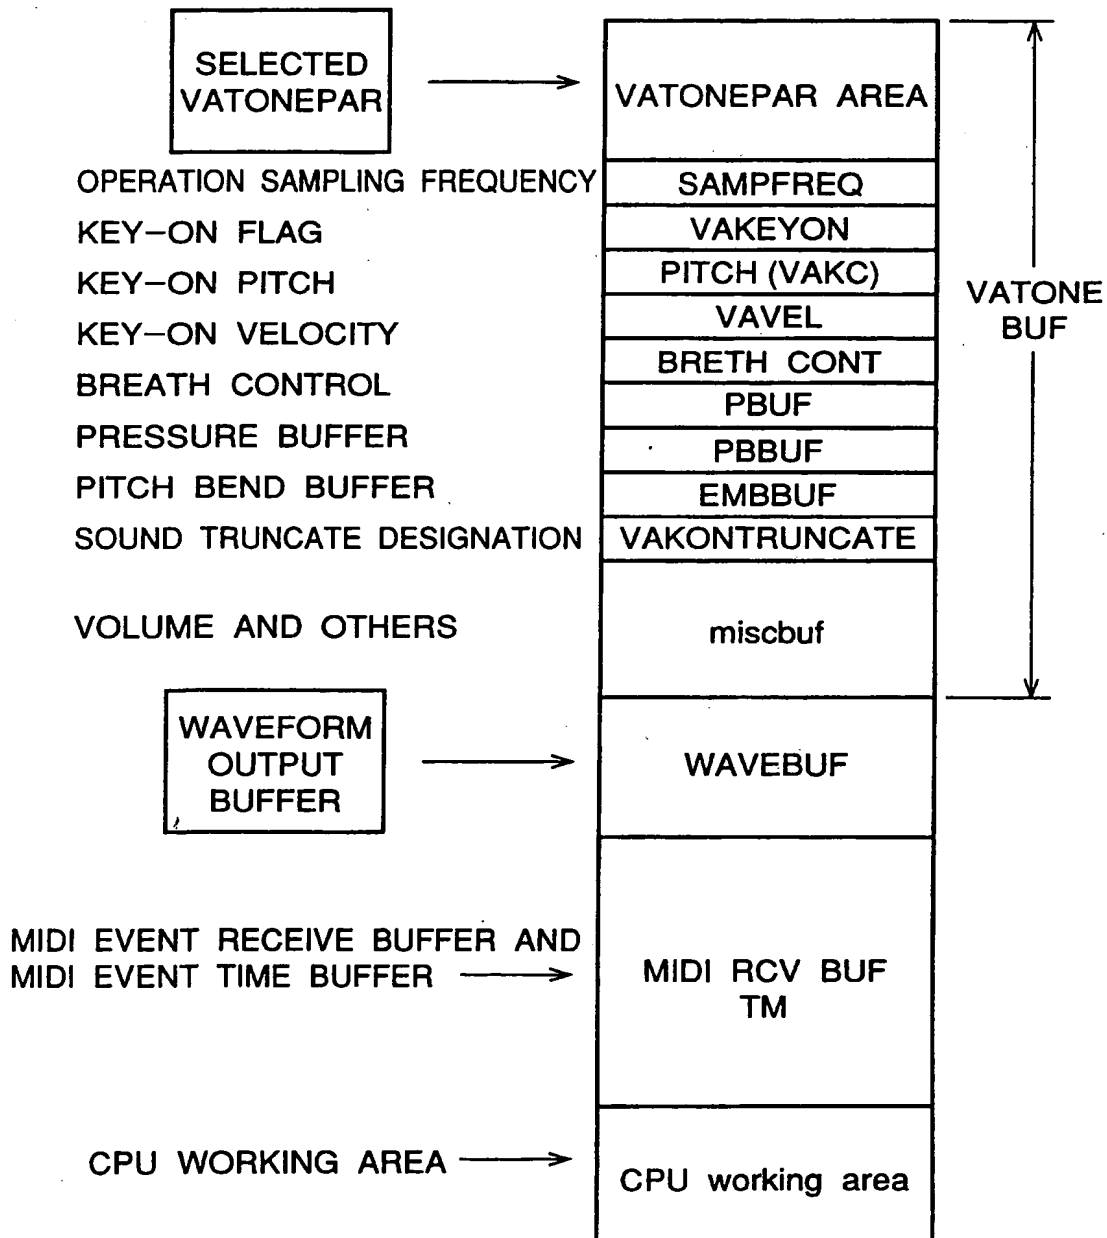 SELECTED
VATONEPAR
VATONEPAR AREA
OPERATION SAMPLING FREQUENCY
SAMPFREQ
KEY-ON FLAG
VAKEYON
KEY-ON PITCH
PITCH (VAKC)
VATONE
BUF
KEY-ON VELOCITY
VAVEL
BREATH CONTROL
BRETH CONT
PRESSURE BUFFER
PBUF
PITCH BEND BUFFER
PBBUF
EMBBUF
SOUND TRUNCATE DESIGNATION
VAKONTRUNCATE
VOLUME AND OTHERS
miscbuf
WAVEFORM
OUTPUT
BUFFER
WAVEBUF
MIDI EVENT RECEIVE BUFFER AND
MIDI EVENT TIME BUFFER
MIDI RCV BUF
TM
CPU WORKING AREA
CPU working area